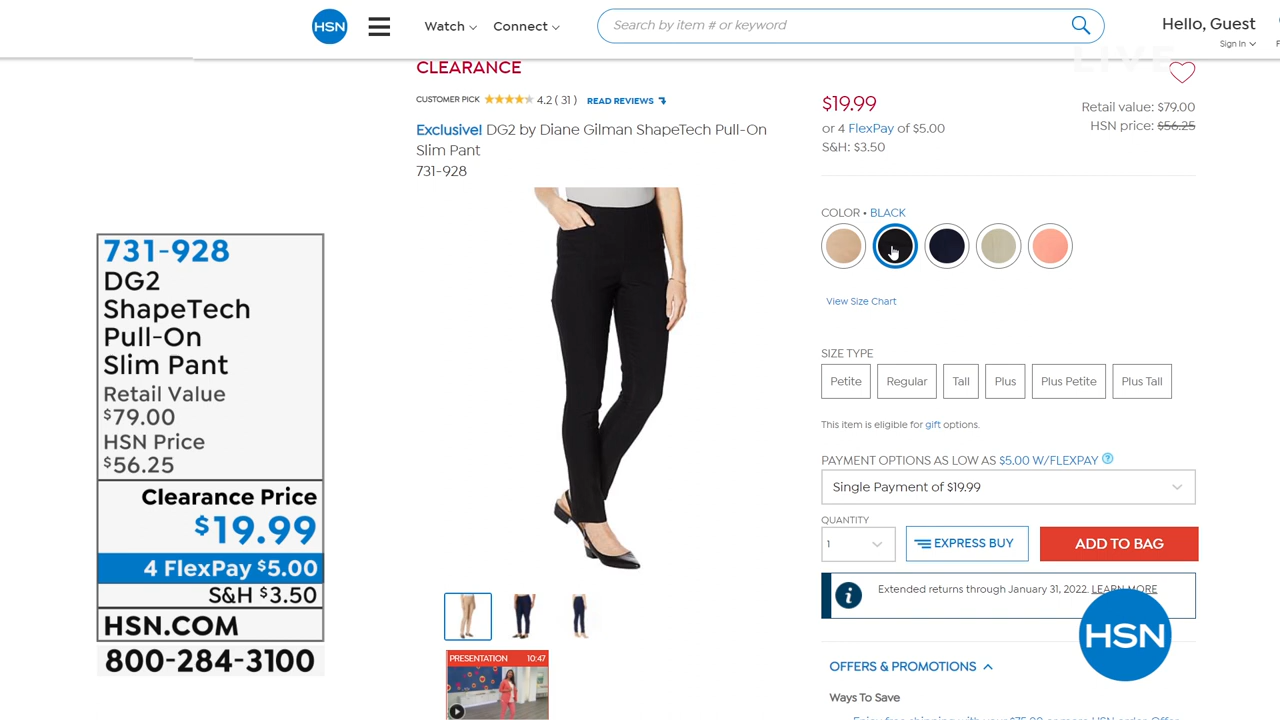 HSN
Watch
Connect
Search by item # or keyword
Hello, Guest
Sign In
LIVE
CLEARANCE
CUSTOMER PICK 4.2 ( 31 ) READ REVIEWS
Exclusive! DG2 by Diane Gilman ShapeTech Pull-On
Slim Pant
731-928
$19.99
Retail value: $79.00
or 4 FlexPay of $5.00
HSN price: $56.25
S&H: $3.50
COLOR • BLACK
View Size Chart
SIZE TYPE
Petite
Regular
Tall
Plus
Plus Petite
Plus Tall
This item is eligible for gift options.
PAYMENT OPTIONS AS LOW AS $5.00 W/FLEXPAY ?
Single Payment of $19.99
QUANTITY
1
EXPRESS BUY
ADD TO BAG
Extended returns through January 31, 2022. LEARN MORE
HSN
OFFERS & PROMOTIONS
Ways To Save
731-928
DG2
ShapeTech
Pull-On
Slim Pant
Retail Value
$79.00
HSN Price
$56.25
Clearance Price
$19.99
4 FlexPay $5.00
S&H $3.50
HSN.COM
800-284-3100
PRESENTATION 10:47